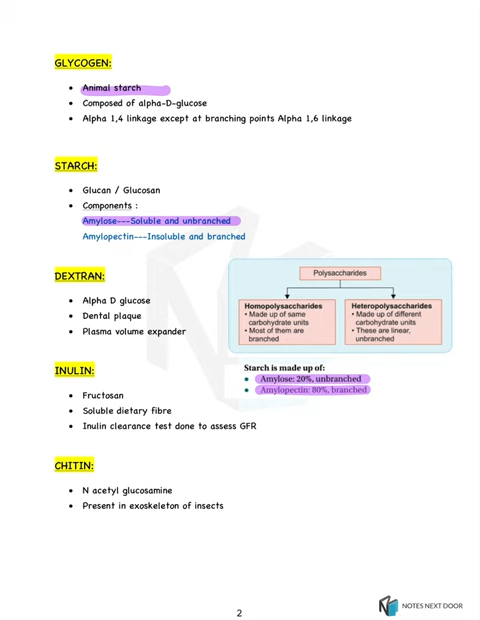 GLYCOGEN:
• Animal starch
• Composed of alpha-D-glucose
• Alpha 1,4 linkage except at branching points Alpha 1,6 linkage
STARCH:
• Glucan / Glucosan
• Components :
Amylose---Soluble and unbranched
Amylopectin---Insoluble and branched
DEXTRAN:
• Alpha D glucose
• Dental plaque
• Plasma volume expander
Polysaccharides
Homopolysaccharides
• Made up of same
carbohydrate units
Most of them are
branched
Heteropolysaccharides
• Made up of different
carbohydrate units
• These are linear,
unbranched
INULIN:
• Fructosan
• Soluble dietary fibre
• Inulin clearance test done to assess GFR
Starch is made up of:
• Amylose: 20%, unbranched
• Amylopectin: 80%, branched
CHITIN:
• N acetyl glucosamine
• Present in exoskeleton of insects
2
NOTES NEXT DOOR